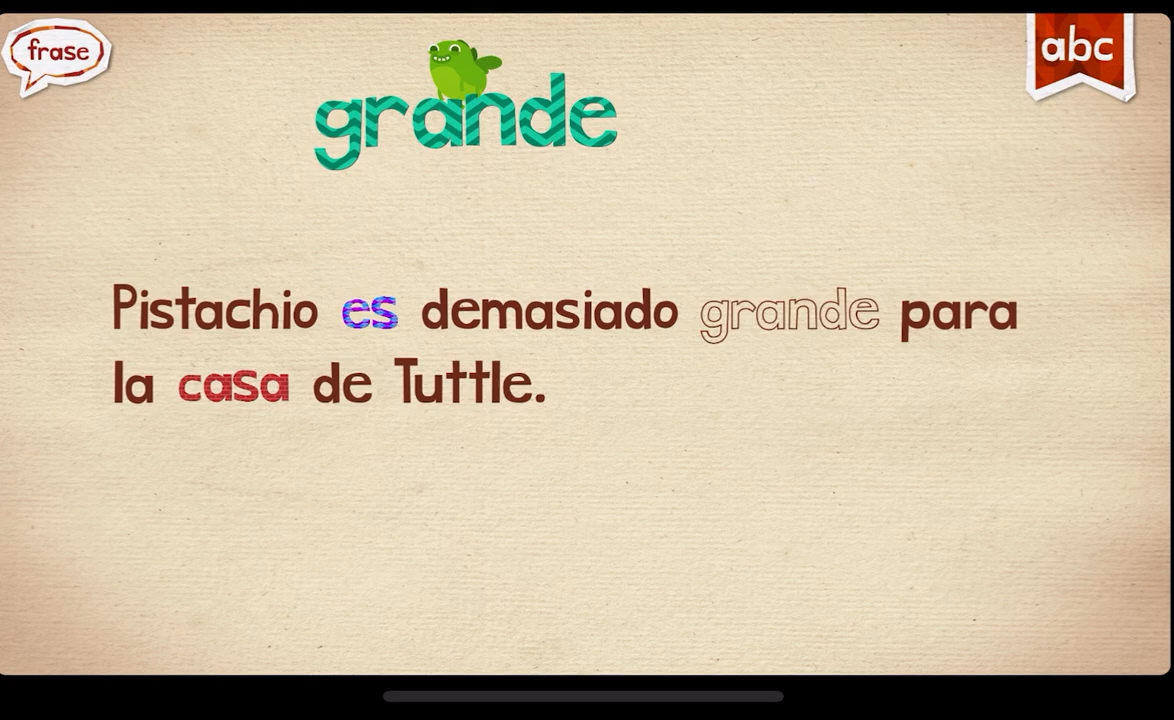 frase
abc
grande
Pistachio es demasiado grande para
la casa de Tuttle.